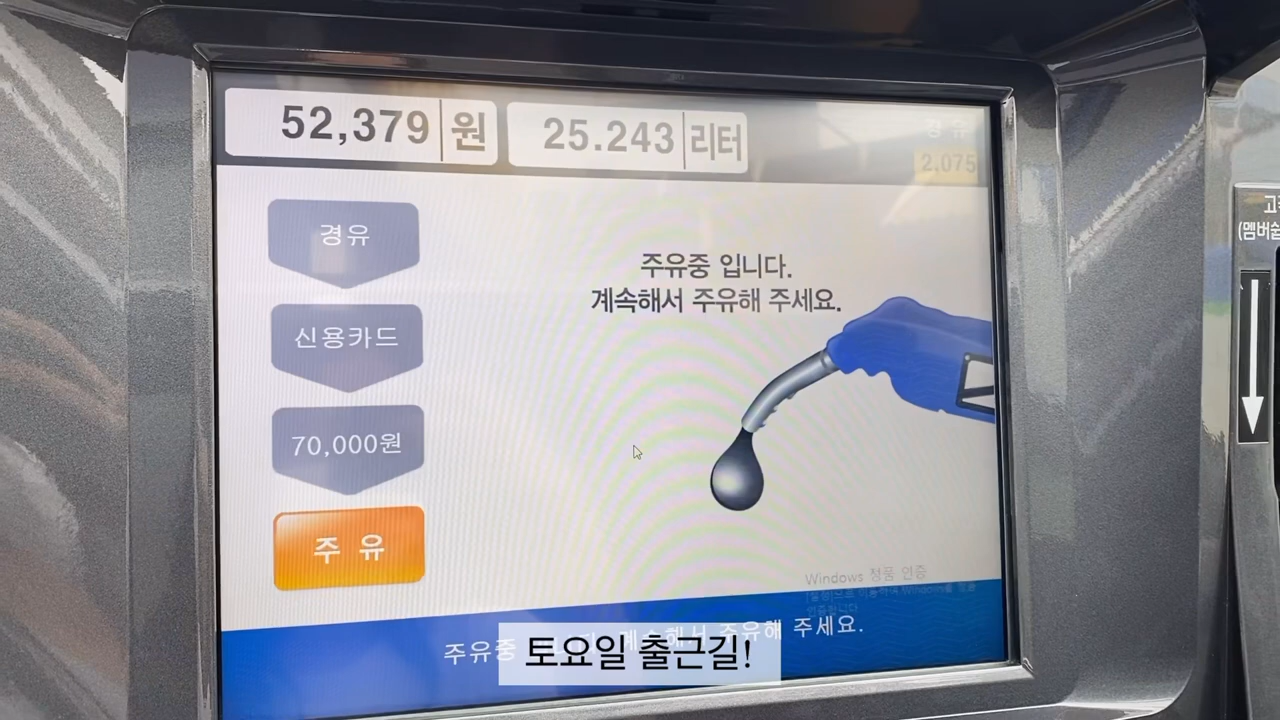 52,379 원 25.243 리터
경유
2,075
경유
신용카드
70,000원
주 유
주유중 입니다.
계속해서 주유해 주세요.
Windows 정품 인증
주유중 계속해서 주유해 주세요.
토요일 출근길!
(멤버쉽